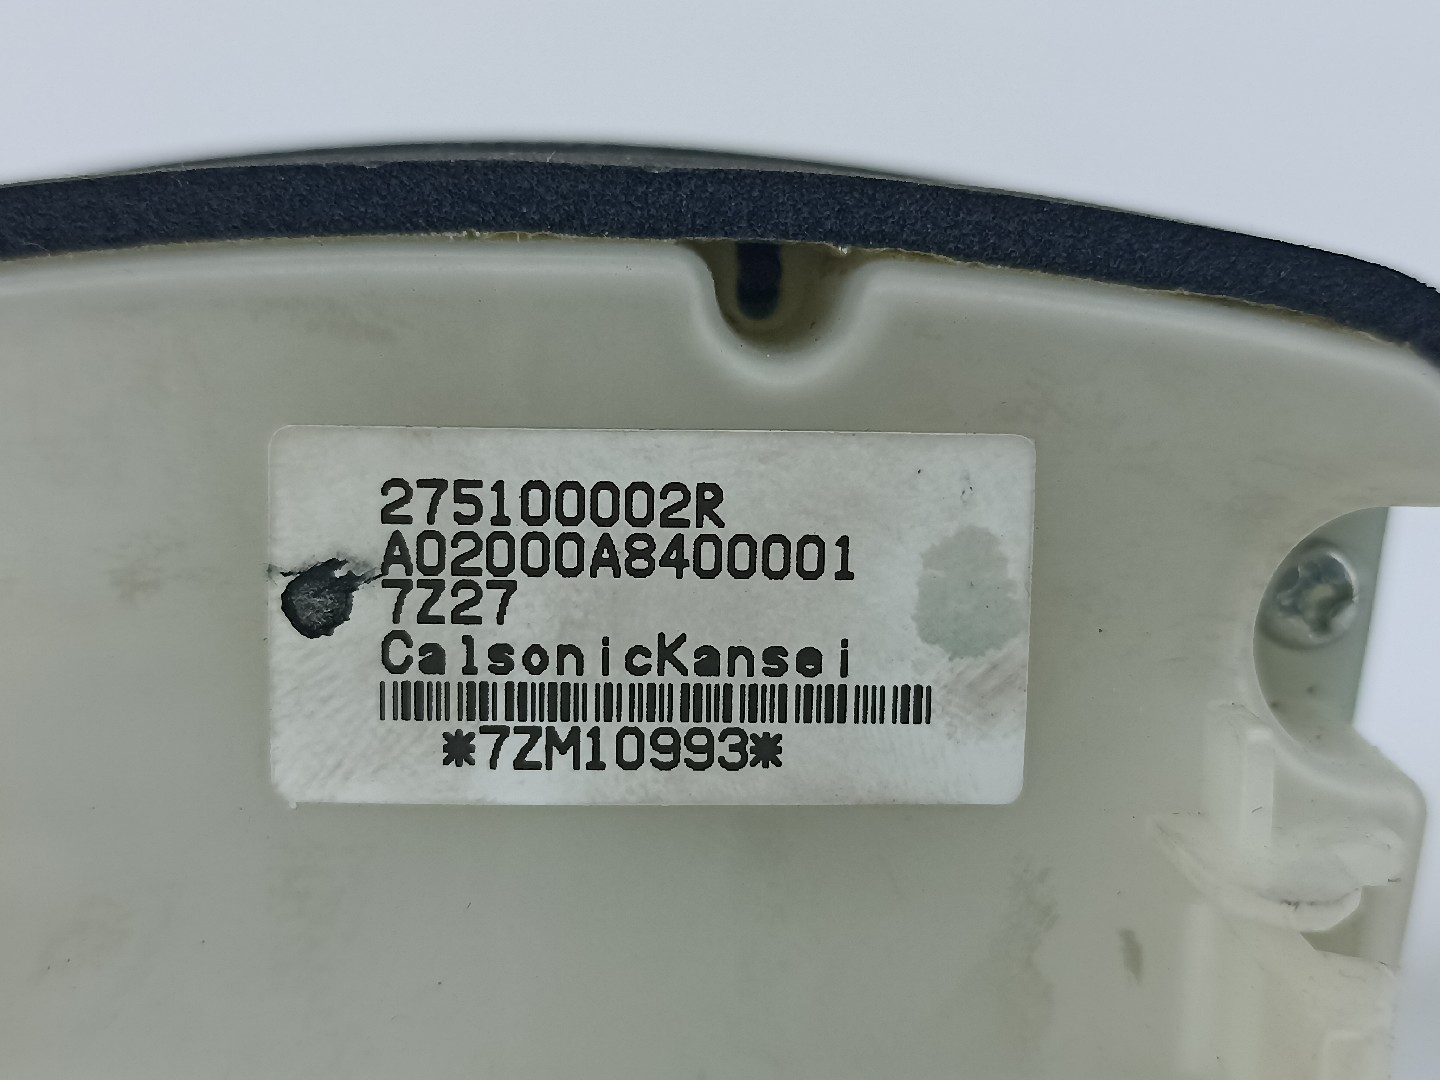 275100002R
A02000A8400001
7Z27
CalsonicKansei
*7ZM10993*